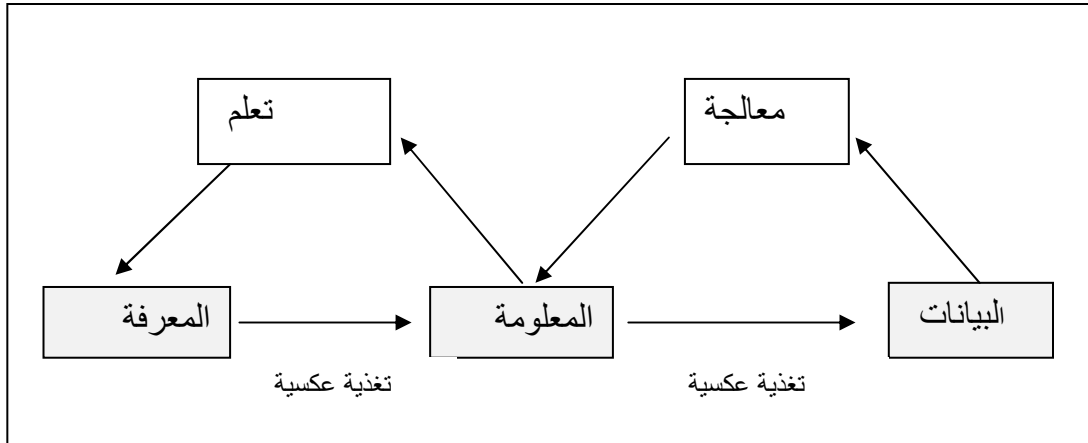 معالجة
تعلم
البيانات
المعلومة
المعرفة
تغذية عكسية
تغذية عكسية